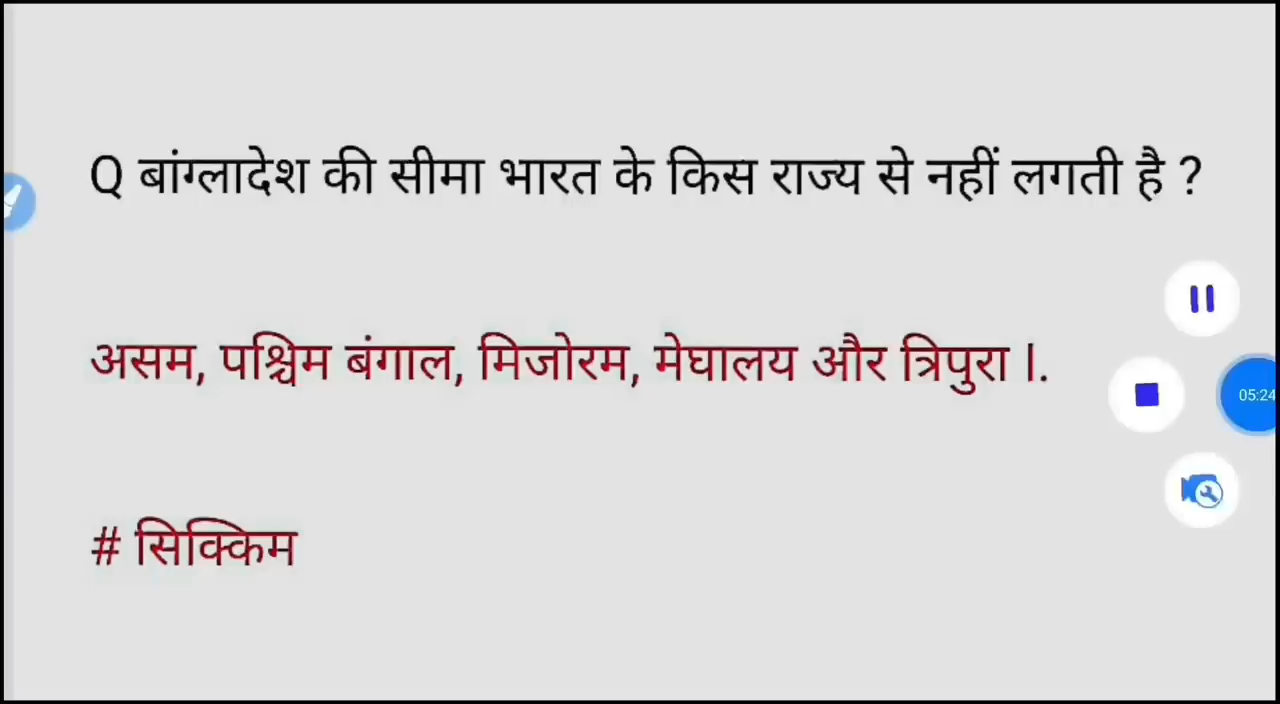 Q बांग्लादेश की सीमा भारत के किस राज्य से नहीं लगती है ?
असम, पश्चिम बंगाल, मिजोरम, मेघालय और त्रिपुरा |.
05:24
# सिक्किम